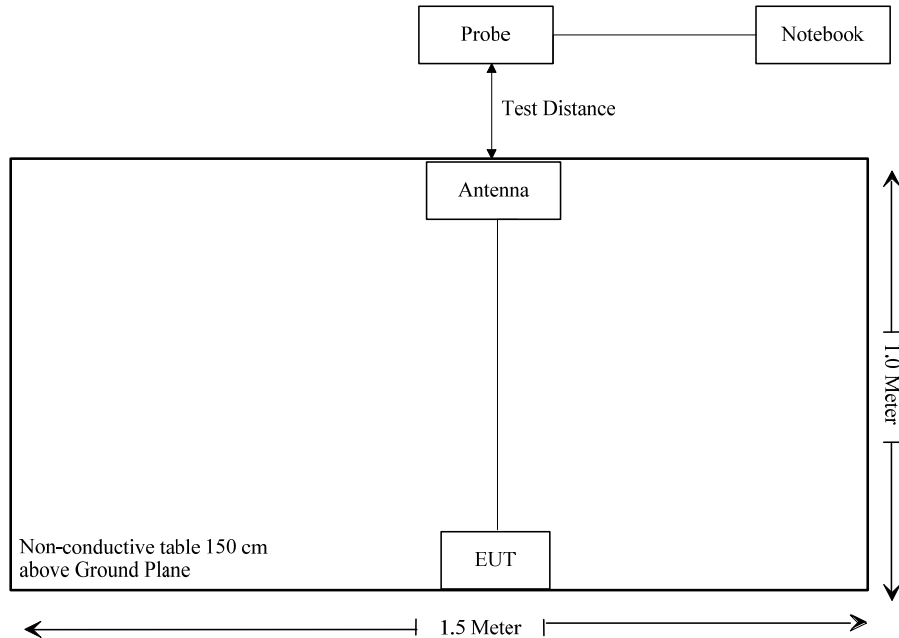 Probe
Notebook
Test Distance
Antenna
1.0 Meter
Non-conductive table 150 cm
above Ground Plane
EUT
1.5 Meter